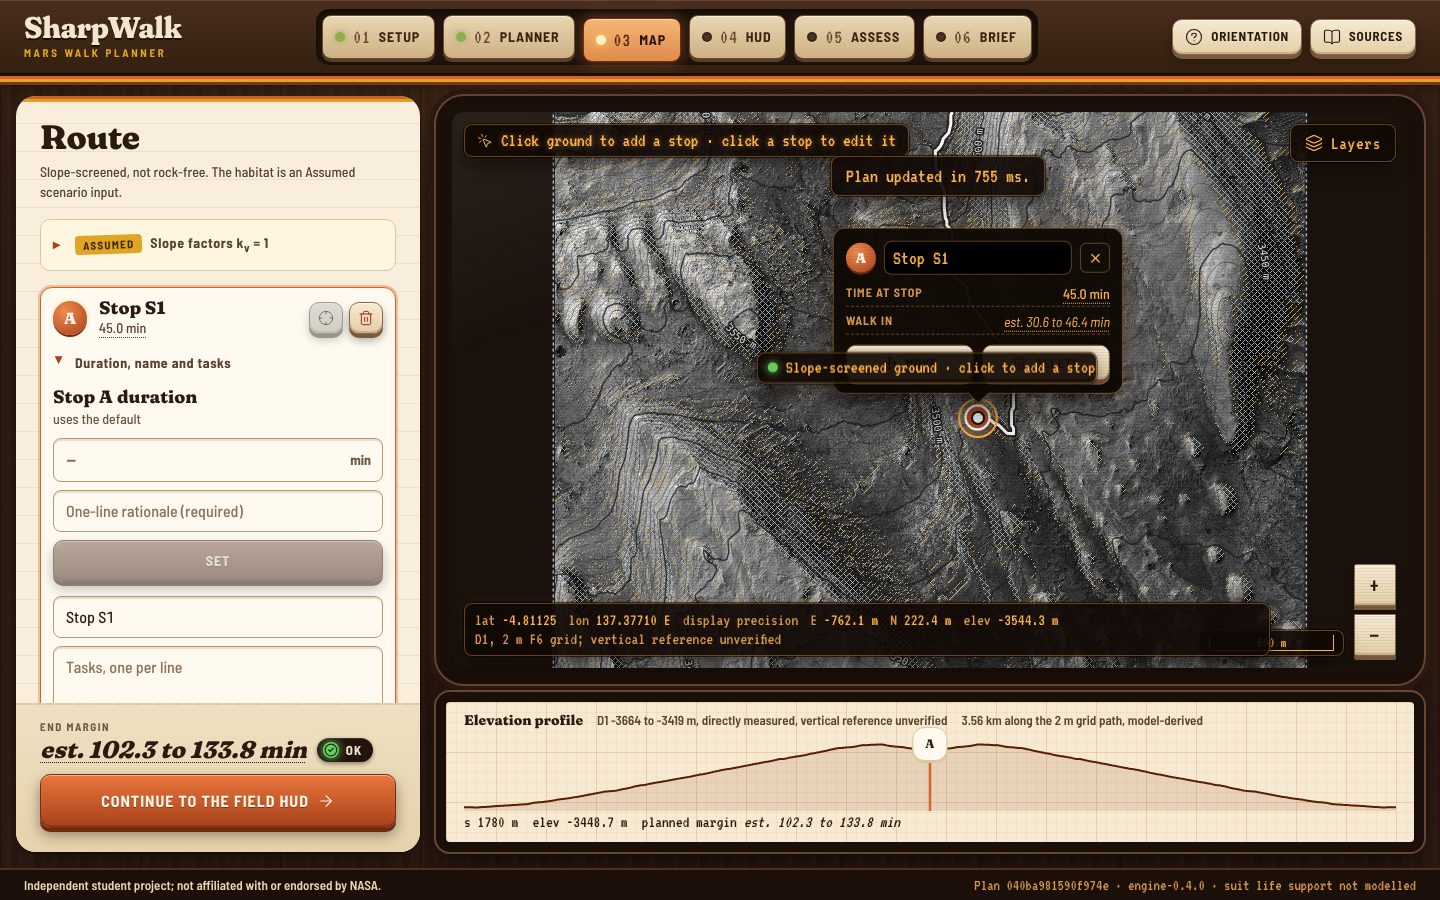 SharpWalk
MARS WALK PLANNER
01 SETUP
02 PLANNER
03 MAP
04 HUD
05 ASSESS
06 BRIEF
ORIENTATION
SOURCES
Route
Slope-screened, not rock-free. The habitat is an Assumed
scenario input.
ASSUMED Slope factors kv = 1
A
Stop S1
45.0 min
Duration, name and tasks
Stop A duration
uses the default
– min
One-line rationale (required)
SET
Stop S1
Tasks, one per line
END MARGIN
est. 102.3 to 133.8 min OK
CONTINUE TO THE FIELD HUD
Click ground to add a stop · click a stop to edit it
Layers
Plan updated in 755 ms.
A Stop S1
TIME AT STOP 45.0 min
WALK IN est. 30.6 to 46.4 min
Slope-screened ground · click to add a stop
lat -4.81125 lon 137.37710 E display precision E -762.1 m N 222.4 m elev -3544.3 m
D1, 2 m F6 grid; vertical reference unverified
+
−
Elevation profile D1 -3664 to -3419 m, directly measured, vertical reference unverified 3.56 km along the 2 m grid path, model-derived
A
s 1780 m elev -3448.7 m planned margin est. 102.3 to 133.8 min
Independent student project; not affiliated with or endorsed by NASA.
Plan 040ba981590f974e · engine-0.4.0 · suit life support not modelled